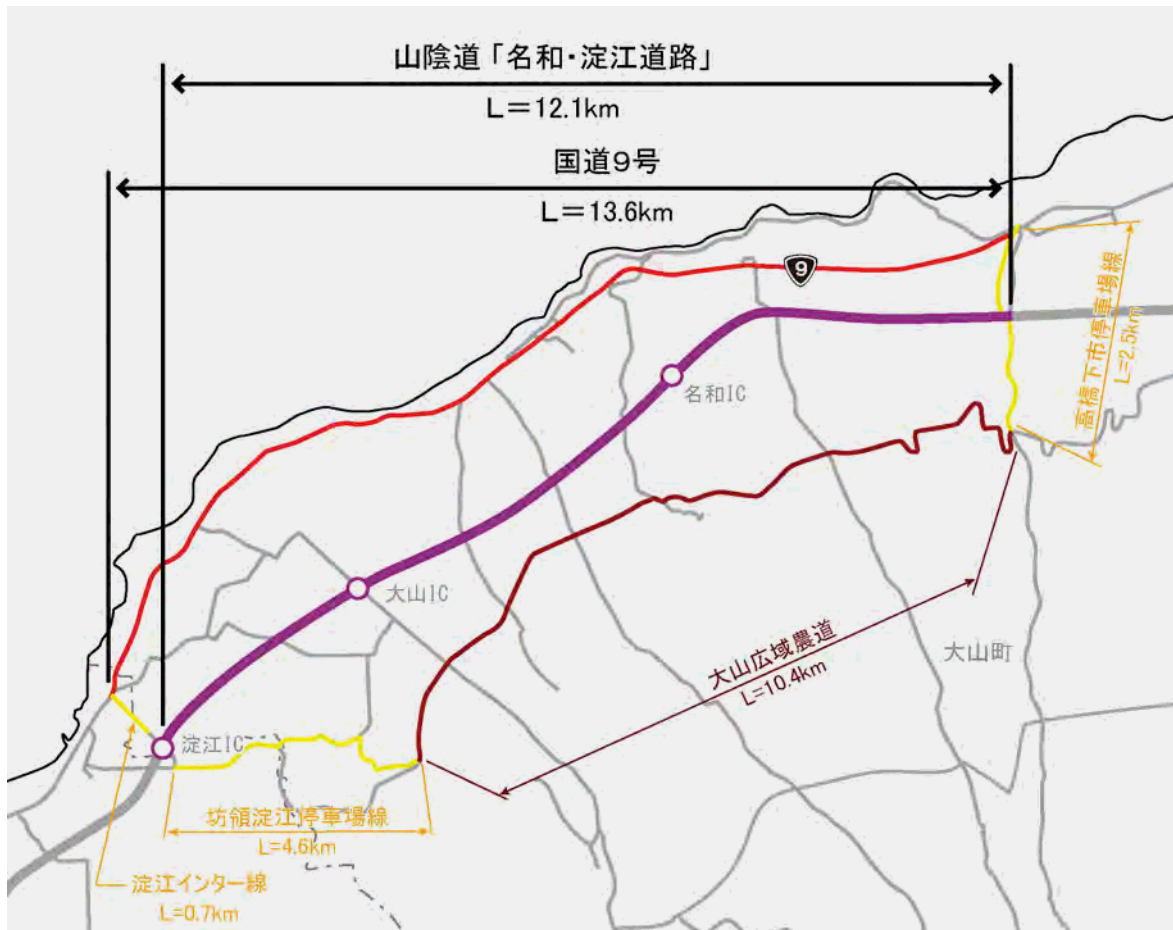 山陰道「名和・淀江道路」
L=12.1km
国道9号
L=13.6km
9
高橋下市停車場線
L=2.5km
名和IC
大山IC
大山広域農道
L=10.4km
大山町
淀江IC
坊領淀江停車場線
L=4.6km
淀江インター線
L=0.7km